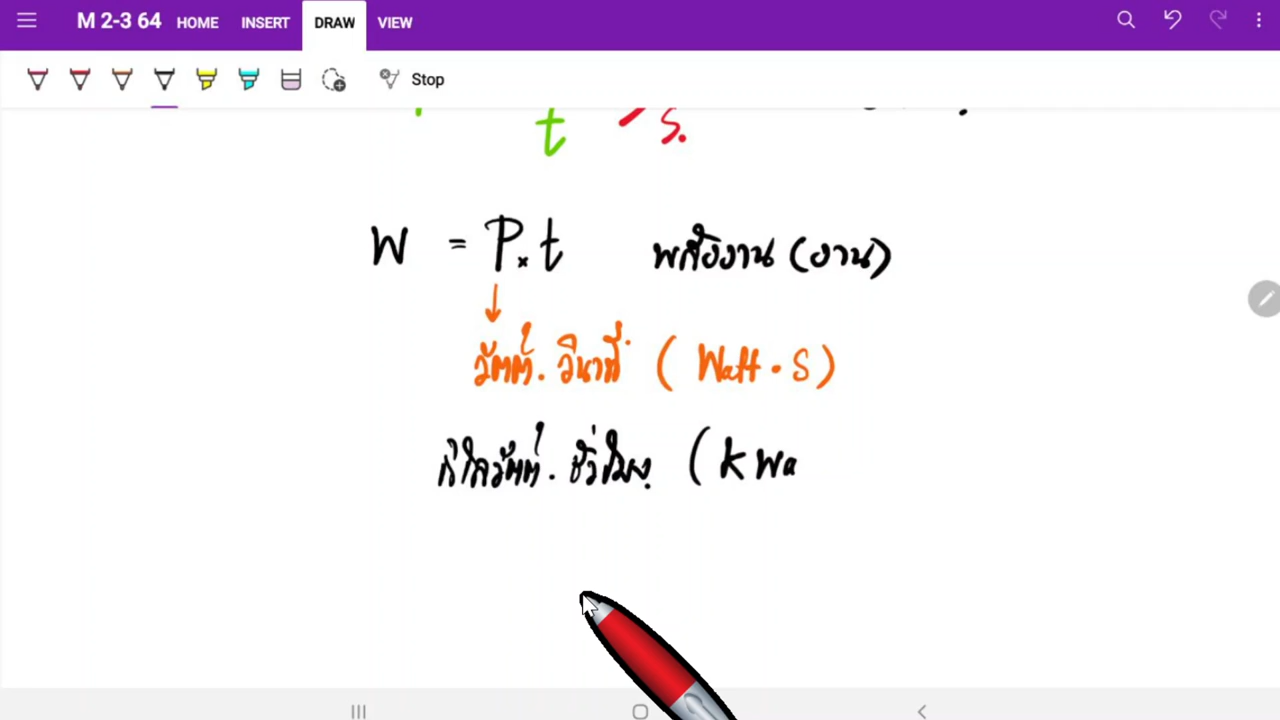 M 2-3 64 HOME INSERT DRAW VIEW
Stop
t s.
W = P × t พลังงาน (งาน)
วัตต์. วินาที (Watt. S)
กิโลวัตต์. ชั่วโมง (k Wa